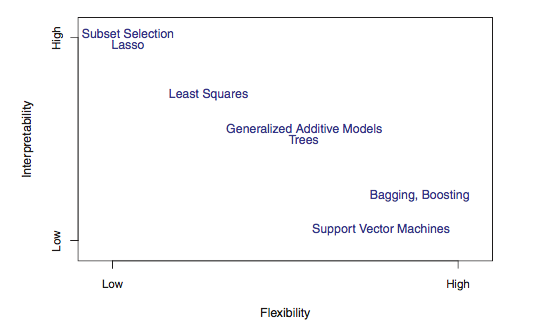 High
Subset Selection
Lasso
Least Squares
Interpretability
Generalized Additive Models
Trees
Bagging, Boosting
Support Vector Machines
Low
Low
High
Flexibility